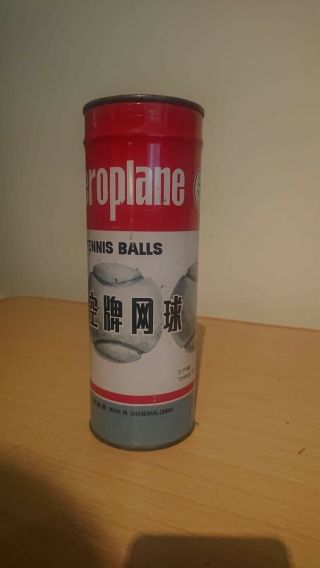 eroplane
TENNIS BALLS
空牌网球
MADE IN SHANGHAI,CHINA